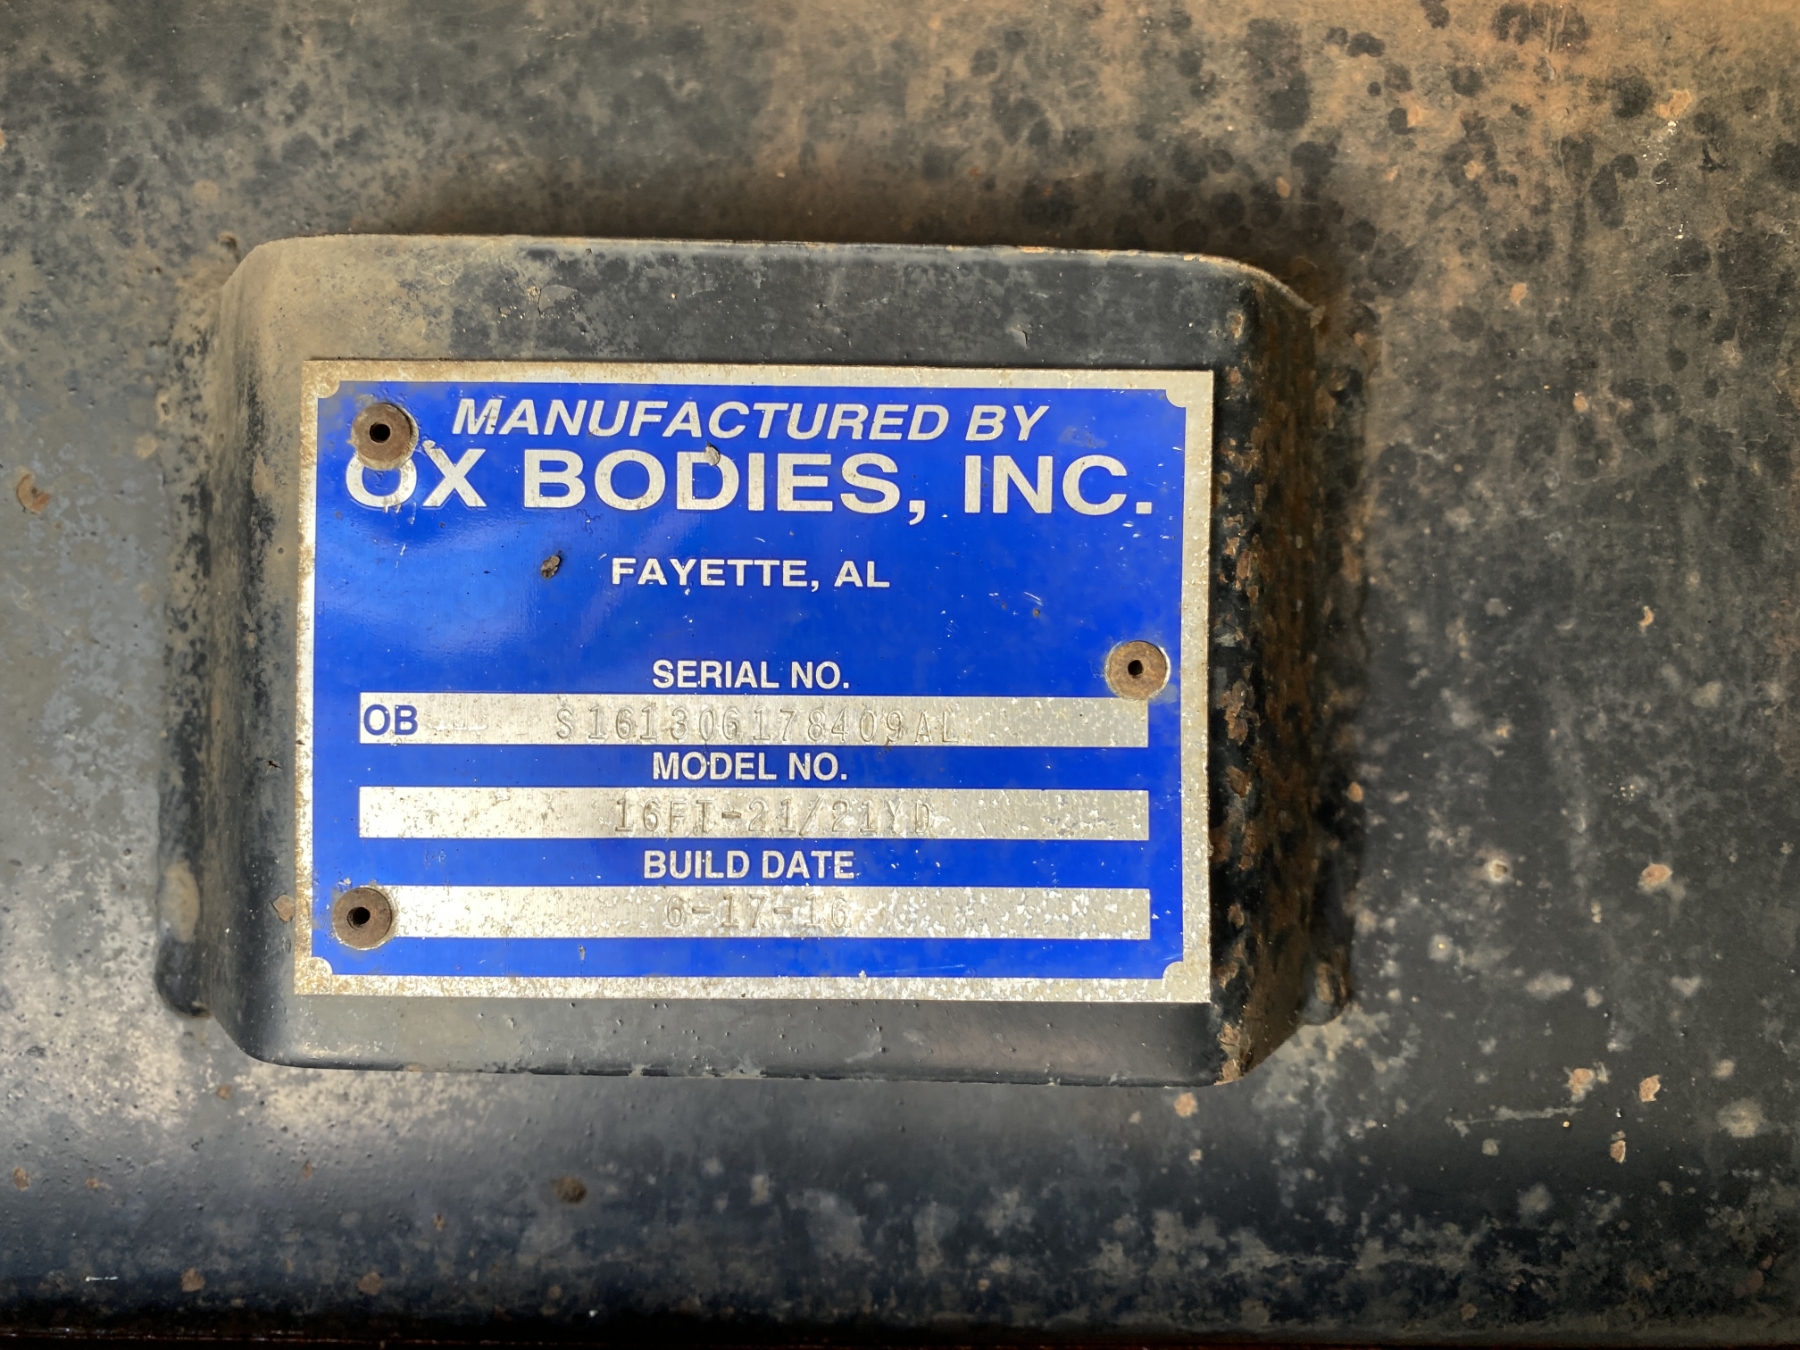 MANUFACTURED BY
OX BODIES, INC.
FAYETTE, AL
SERIAL NO.
OB S161306178409AL
MODEL NO.
16FT-21/21YD
BUILD DATE
6-17-16